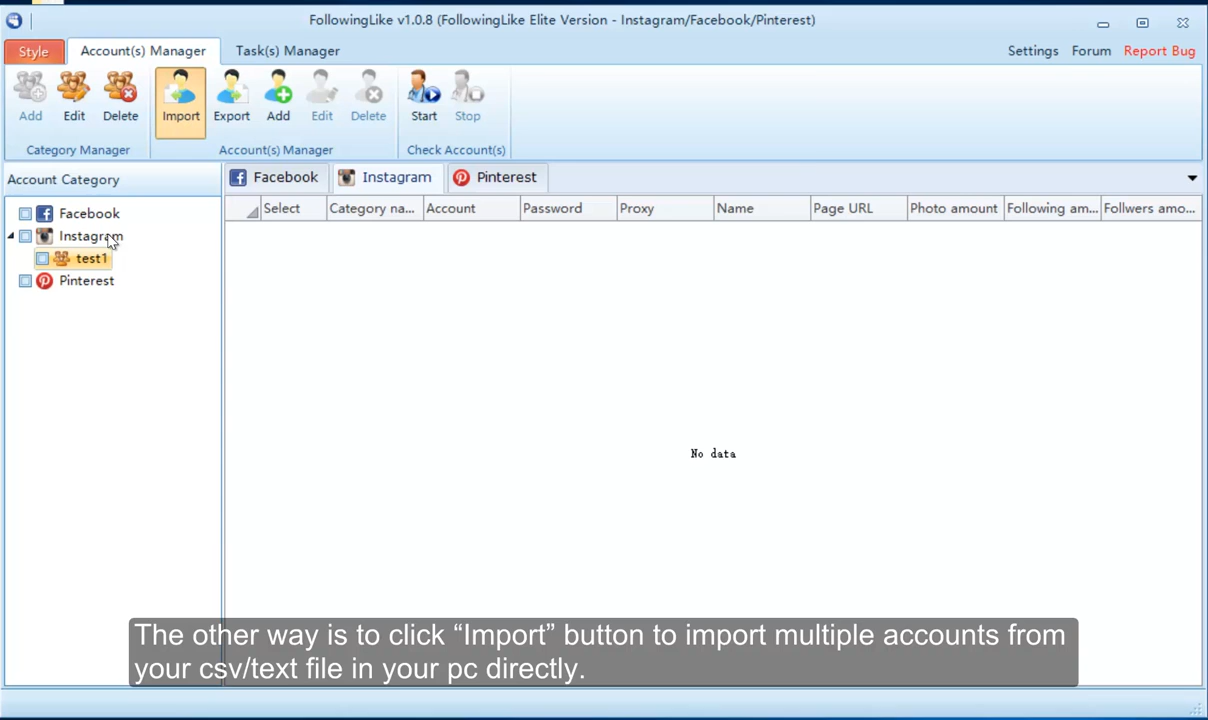 FollowingLike v1.0.8 (FollowingLike Elite Version - Instagram/Facebook/Pinterest)
Style Account(s) Manager Task(s) Manager Settings Forum Report Bug
Add Edit Delete Import Export Add Edit Delete Start Stop
Category Manager Account(s) Manager Check Account(s)
Account Category Facebook Instagram Pinterest
Select Category na... Account Password Proxy Name Page URL Photo amount Following am... Follwers amo...
Facebook
Instagram
test1
Pinterest
No data
The other way is to click “Import” button to import multiple accounts from
your csv/text file in your pc directly.